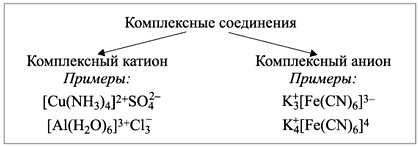 Комплексные соединения
Комплексный катион Комплексный анион
Примеры: Примеры:
[Cu(NH₃)₄]²⁺SO₄²⁻ K₃⁺[Fe(CN)₆]³⁻
[Al(H₂O)₆]³⁺Cl₃⁻ K₄⁺[Fe(CN)₆]⁴